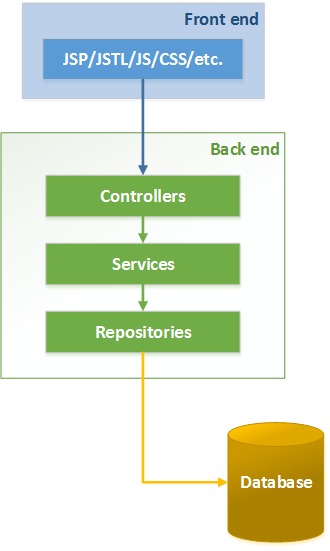 Front end
JSP/JSTL/JS/CSS/etc.
Back end
Controllers
Services
Repositories
Database